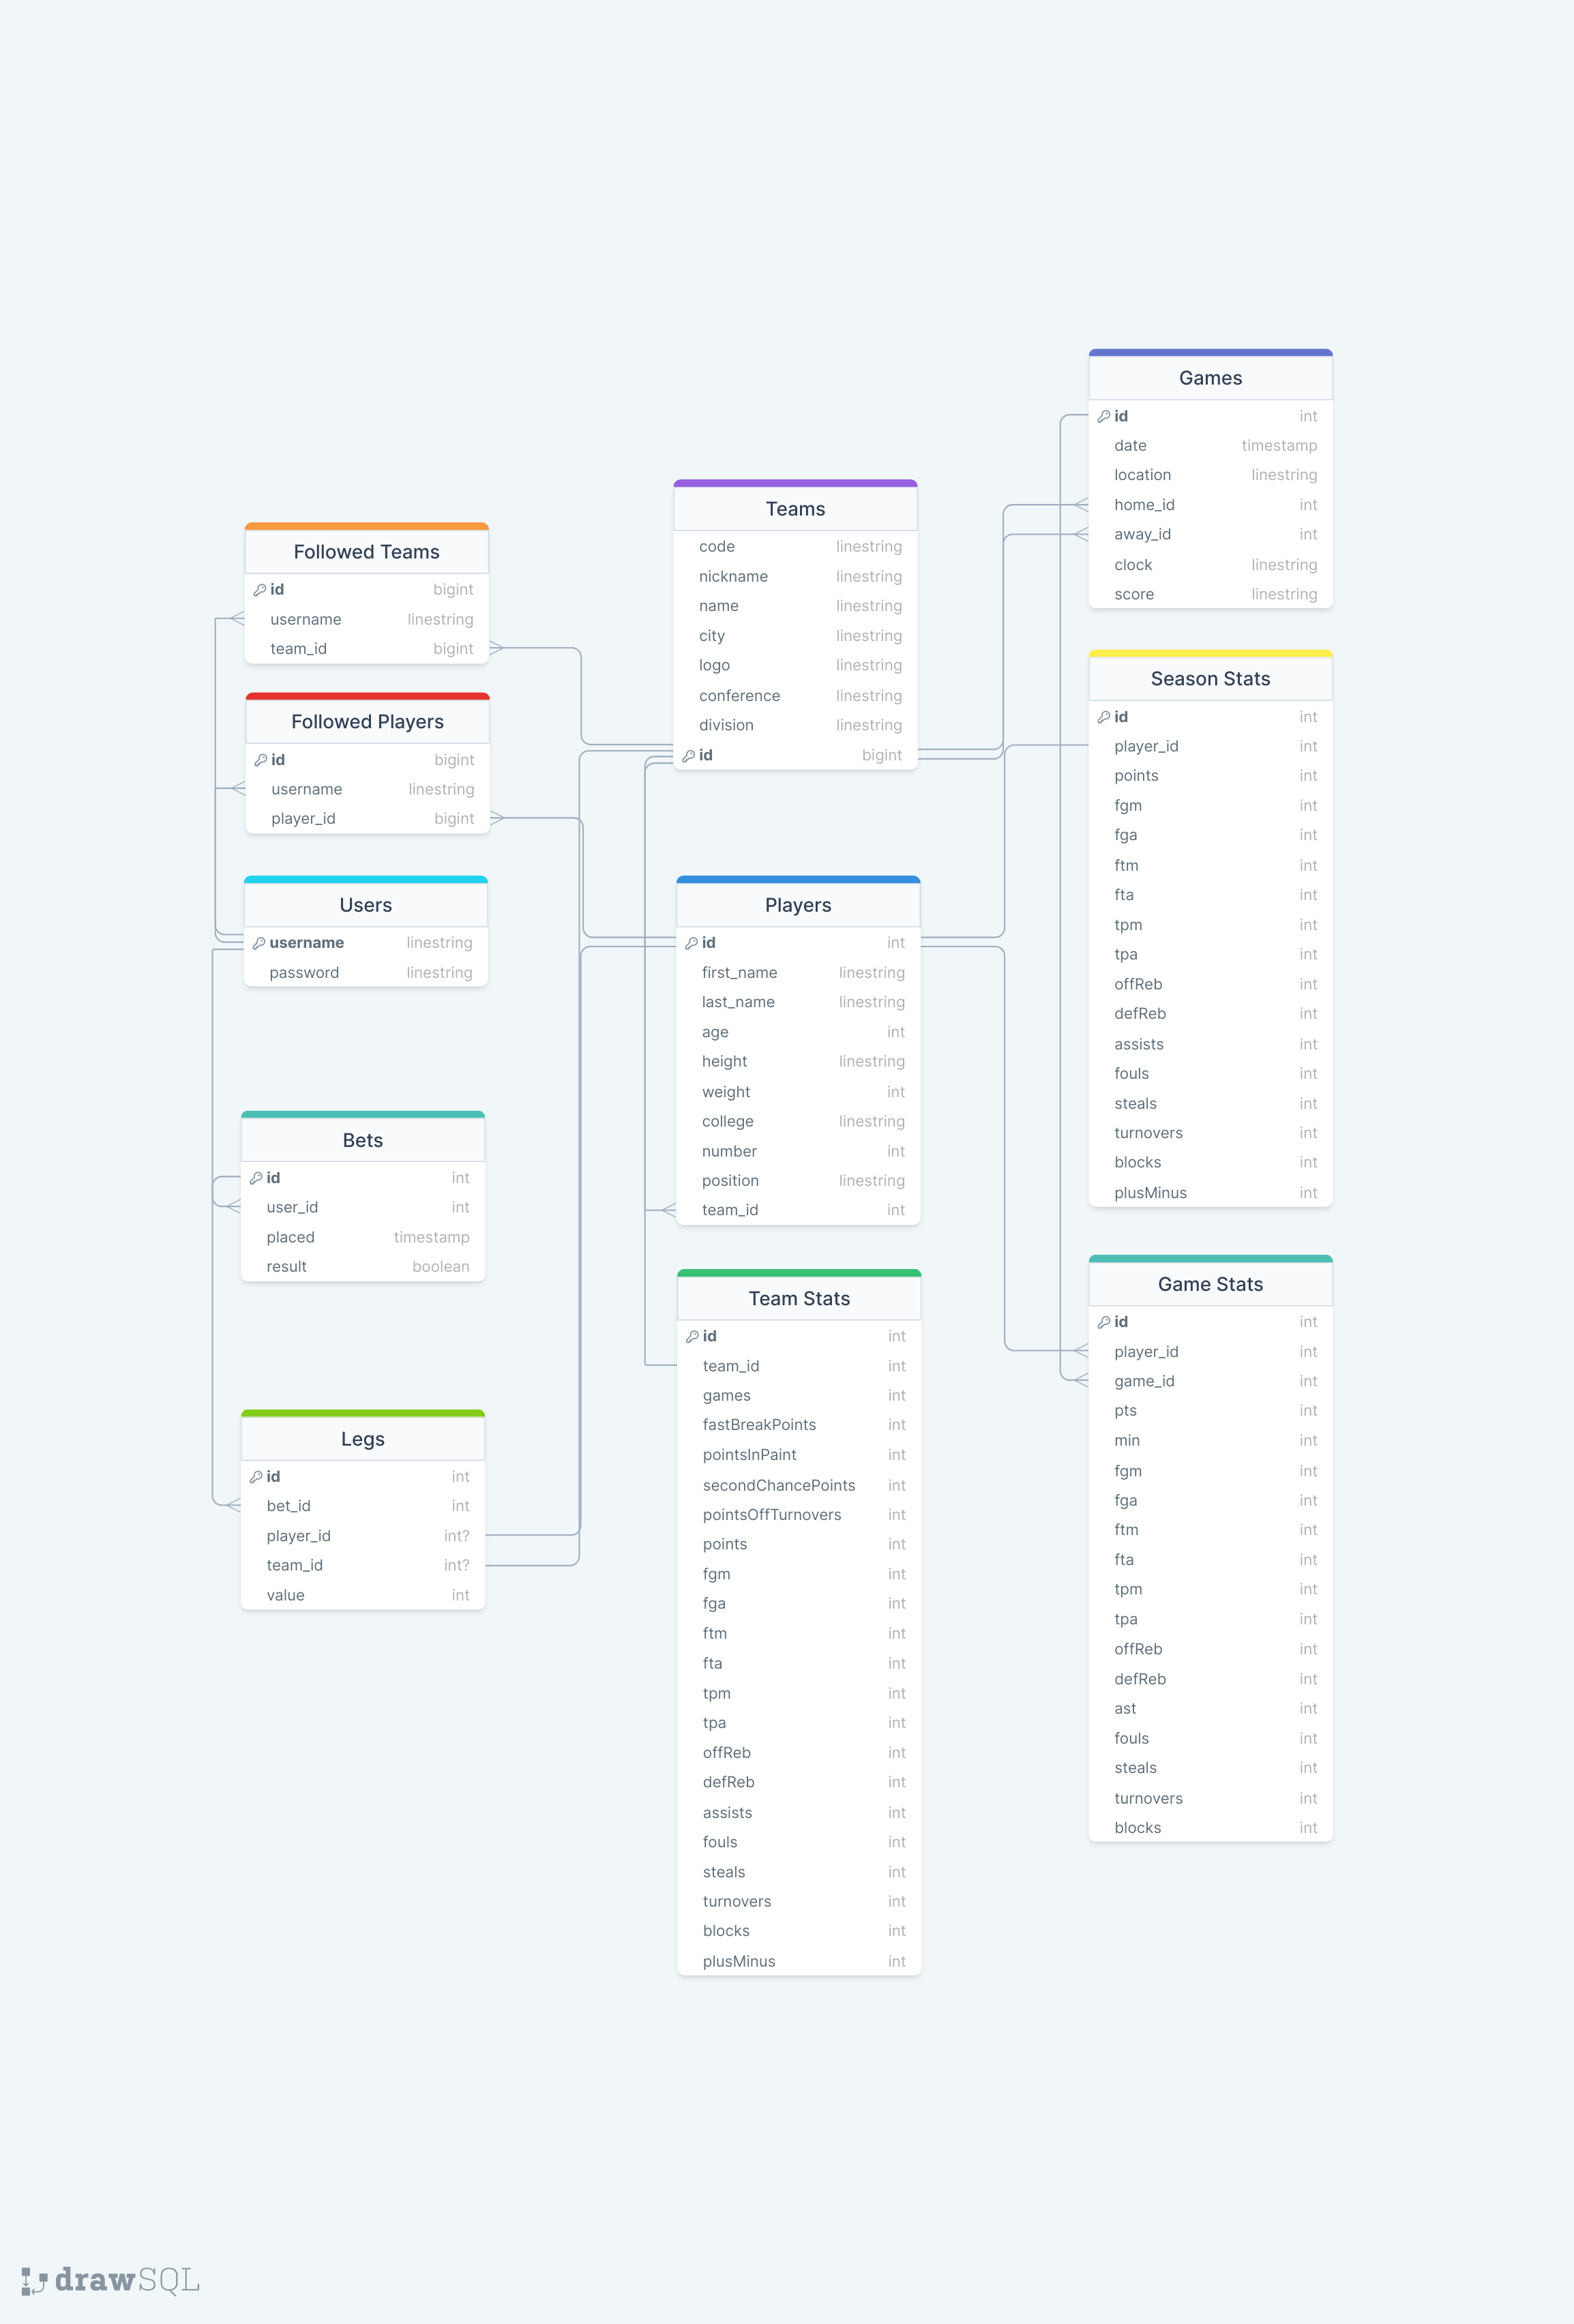 Followed Teams
id bigint
username linestring
team_id bigint
Followed Players
id bigint
username linestring
player_id bigint
Users
username linestring
password linestring
Bets
id int
user_id int
placed timestamp
result boolean
Legs
id int
bet_id int
player_id int?
team_id int?
value int
Teams
code linestring
nickname linestring
name linestring
city linestring
logo linestring
conference linestring
division linestring
id bigint
Players
id int
first_name linestring
last_name linestring
age int
height linestring
weight int
college linestring
number int
position linestring
team_id int
Team Stats
id int
team_id int
games int
fastBreakPoints int
pointsInPaint int
secondChancePoints int
pointsOffTurnovers int
points int
fgm int
fga int
ftm int
fta int
tpm int
tpa int
offReb int
defReb int
assists int
fouls int
steals int
turnovers int
blocks int
plusMinus int
Games
id int
date timestamp
location linestring
home_id int
away_id int
clock linestring
score linestring
Season Stats
id int
player_id int
points int
fgm int
fga int
ftm int
fta int
tpm int
tpa int
offReb int
defReb int
assists int
fouls int
steals int
turnovers int
blocks int
plusMinus int
Game Stats
id int
player_id int
game_id int
pts int
min int
fgm int
fga int
ftm int
fta int
tpm int
tpa int
offReb int
defReb int
ast int
fouls int
steals int
turnovers int
blocks int
drawSQL